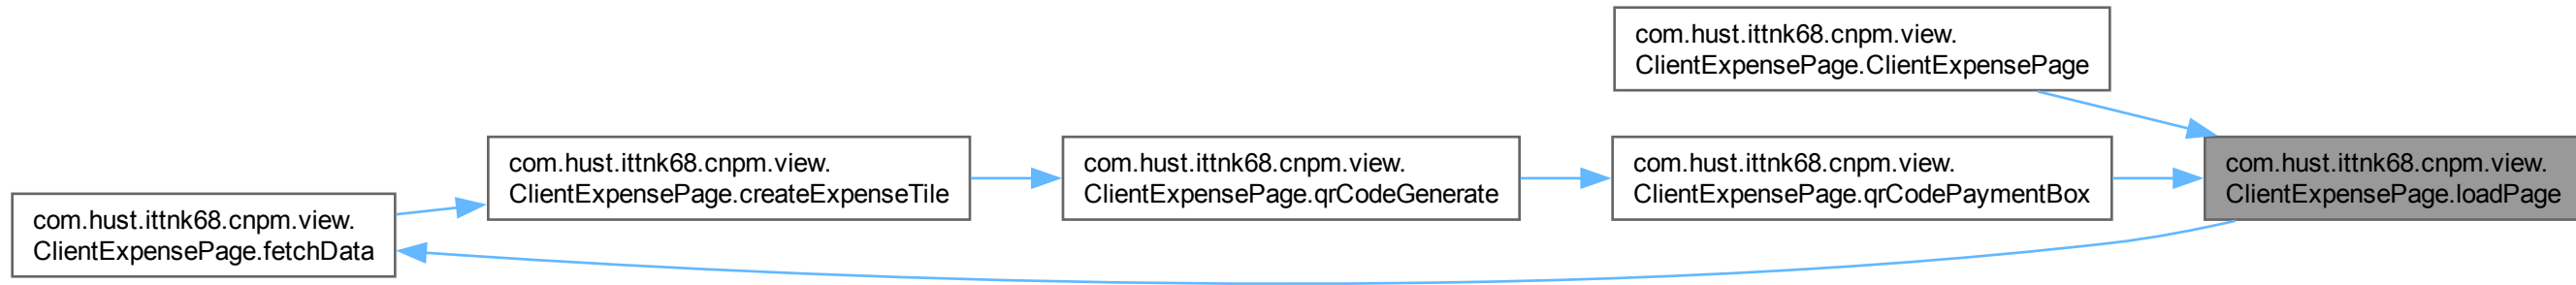 com.hust.ittnk68.cnpm.view.
ClientExpensePage.ClientExpensePage
com.hust.ittnk68.cnpm.view.
ClientExpensePage.fetchData
com.hust.ittnk68.cnpm.view.
ClientExpensePage.createExpenseTile
com.hust.ittnk68.cnpm.view.
ClientExpensePage.qrCodeGenerate
com.hust.ittnk68.cnpm.view.
ClientExpensePage.qrCodePaymentBox
com.hust.ittnk68.cnpm.view.
ClientExpensePage.loadPage